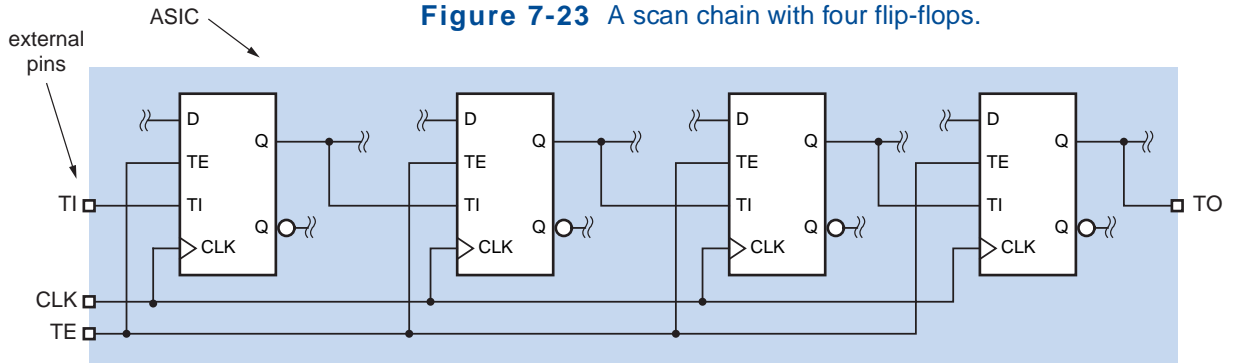 Figure 7-23 A scan chain with four flip-flops.
ASIC
external
pins
D
TE
TI
CLK
Q
Q
D
TE
TI
CLK
Q
Q
D
TE
TI
CLK
Q
Q
D
TE
TI
CLK
Q
Q
TI
CLK
TE
TO